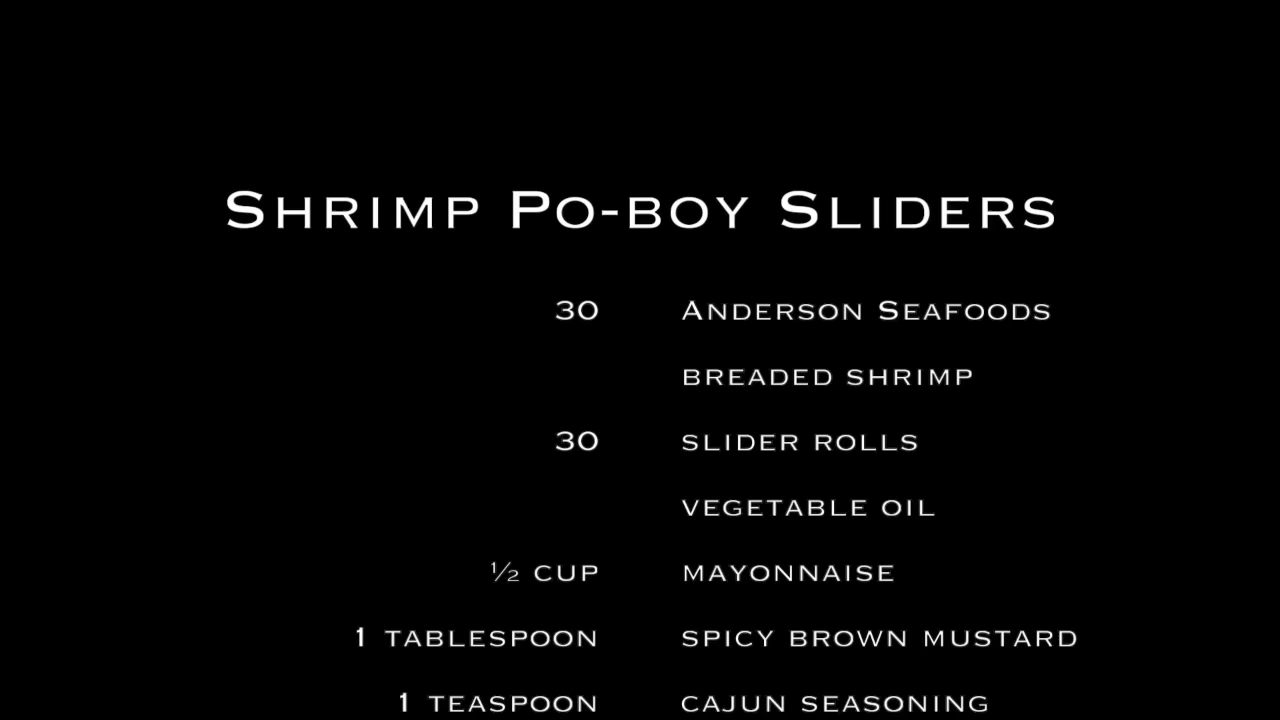 Shrimp Po-boy Sliders
30 Anderson Seafoods
breaded shrimp
30 slider rolls
vegetable oil
½ cup mayonnaise
1 tablespoon spicy brown mustard
1 teaspoon cajun seasoning